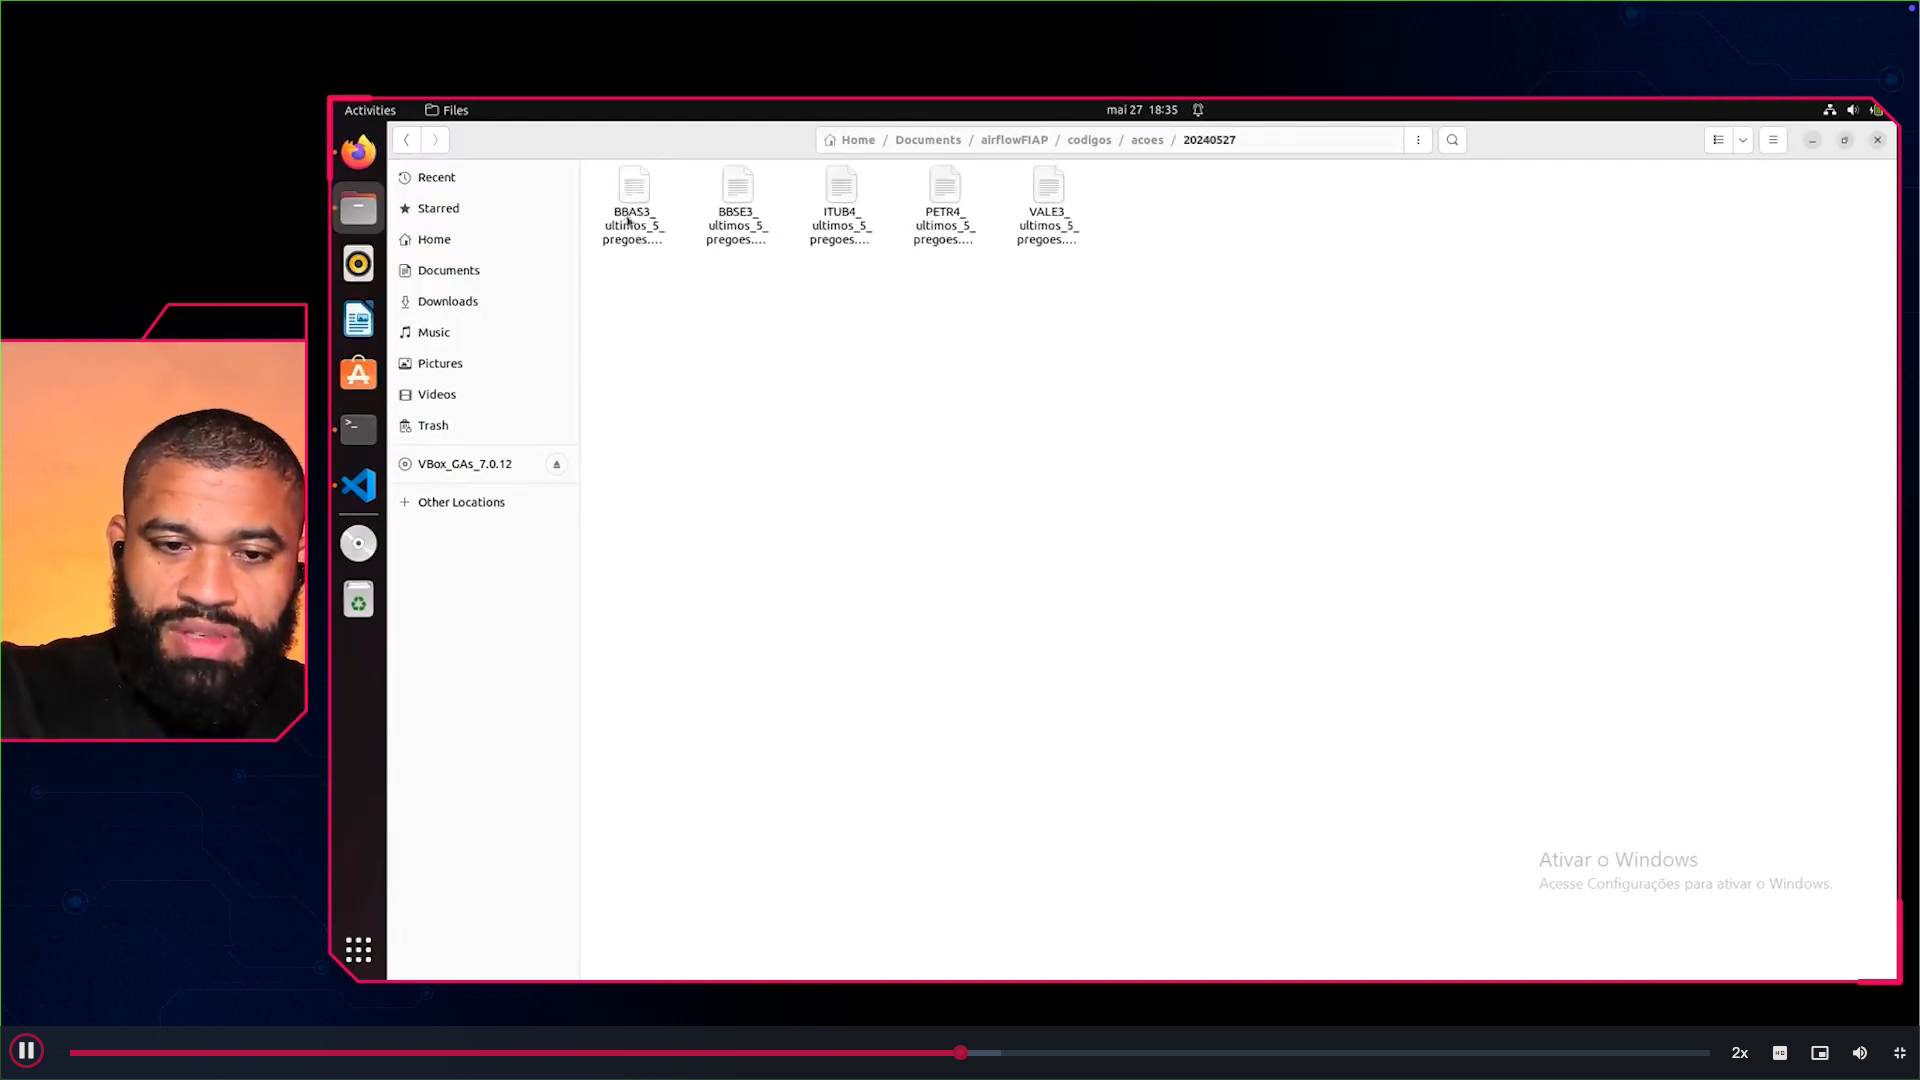 Activities Files mai 27 18:35
Home / Documents / airflowFIAP / codigos / acoes / 20240527
Recent
Starred
Home
Documents
Downloads
Music
Pictures
Videos
Trash
VBox_GAs_7.0.12
Other Locations
BBAS3_
ultimos_5_
pregoes....
BBSE3_
ultimos_5_
pregoes....
ITUB4_
ultimos_5_
pregoes....
PETR4_
ultimos_5_
pregoes....
VALE3_
ultimos_5_
pregoes....
Ativar o Windows
Acesse Configurações para ativar o Windows.
2x
HD